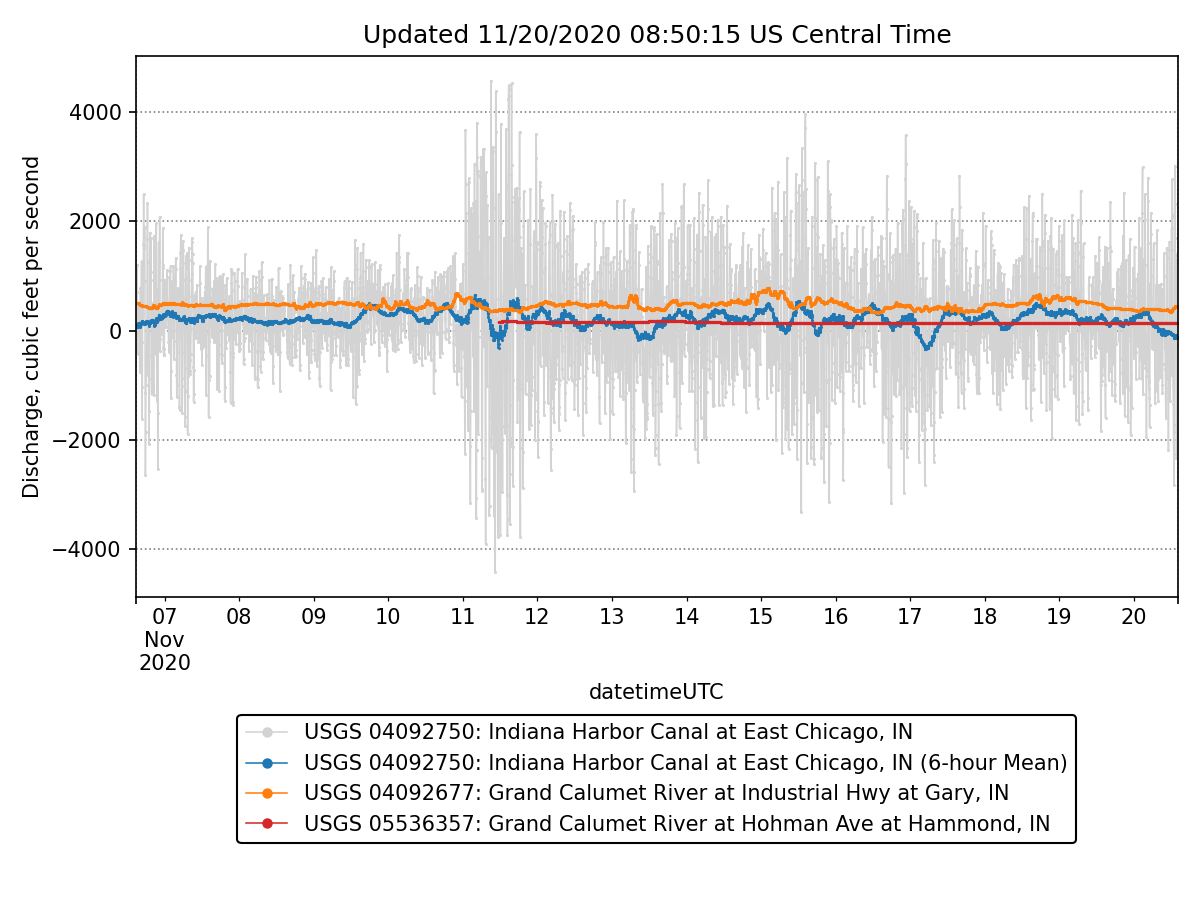 Updated 11/20/2020 08:50:15 US Central Time
Discharge, cubic feet per second
4000
2000
0
−2000
−4000
07 08 09 10 11 12 13 14 15 16 17 18 19 20
Nov
2020
datetimeUTC
USGS 04092750: Indiana Harbor Canal at East Chicago, IN
USGS 04092750: Indiana Harbor Canal at East Chicago, IN (6-hour Mean)
USGS 04092677: Grand Calumet River at Industrial Hwy at Gary, IN
USGS 05536357: Grand Calumet River at Hohman Ave at Hammond, IN